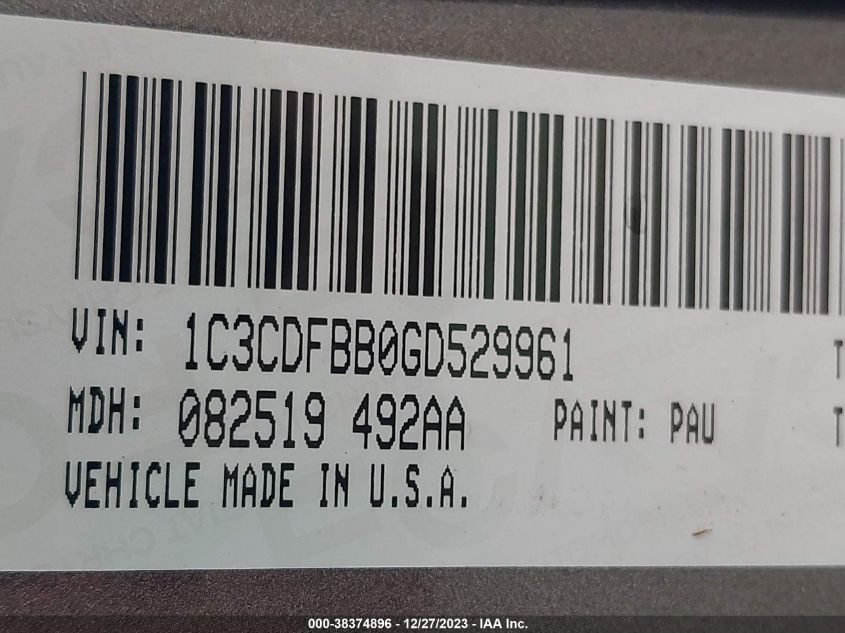 VIN: 1C3CDFBB0GD529961
MDH: 082519 492AA PAINT: PAU
VEHICLE MADE IN U.S.A.
000-38374896 - 12/27/2023 - IAA Inc.